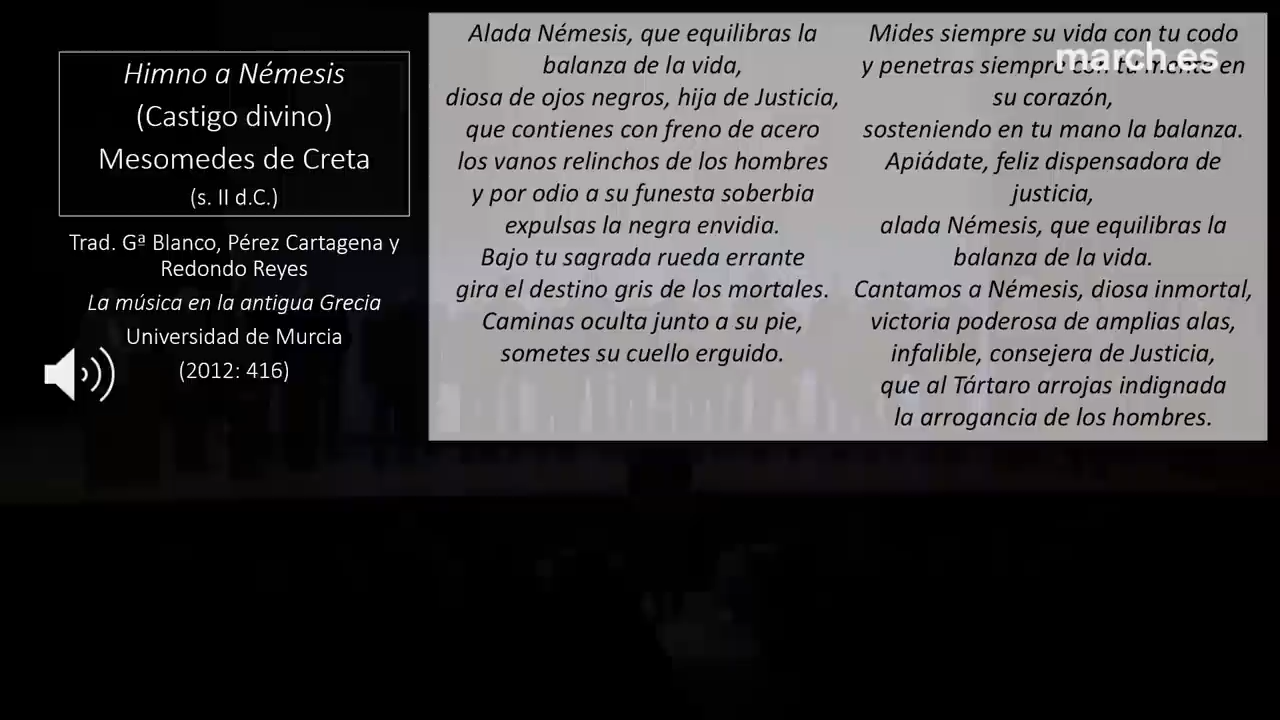 Himno a Némesis
(Castigo divino)
Mesomedes de Creta
(s. II d.C.)
Trad. Gª Blanco, Pérez Cartagena y
Redondo Reyes
La música en la antigua Grecia
Universidad de Murcia
(2012: 416)
Alada Némesis, que equilibras la
balanza de la vida,
diosa de ojos negros, hija de Justicia,
que contienes con freno de acero
los vanos relinchos de los hombres
y por odio a su funesta soberbia
expulsas la negra envidia.
Bajo tu sagrada rueda errante
gira el destino gris de los mortales.
Caminas oculta junto a su pie,
sometes su cuello erguido.
Mides siempre su vida con tu codo
y penetras siempre con tu mente en
su corazón,
sosteniendo en tu mano la balanza.
Apiádate, feliz dispensadora de
justicia,
alada Némesis, que equilibras la
balanza de la vida.
Cantamos a Némesis, diosa inmortal,
victoria poderosa de amplias alas,
infalible, consejera de Justicia,
que al Tártaro arrojas indignada
la arrogancia de los hombres.
march.es